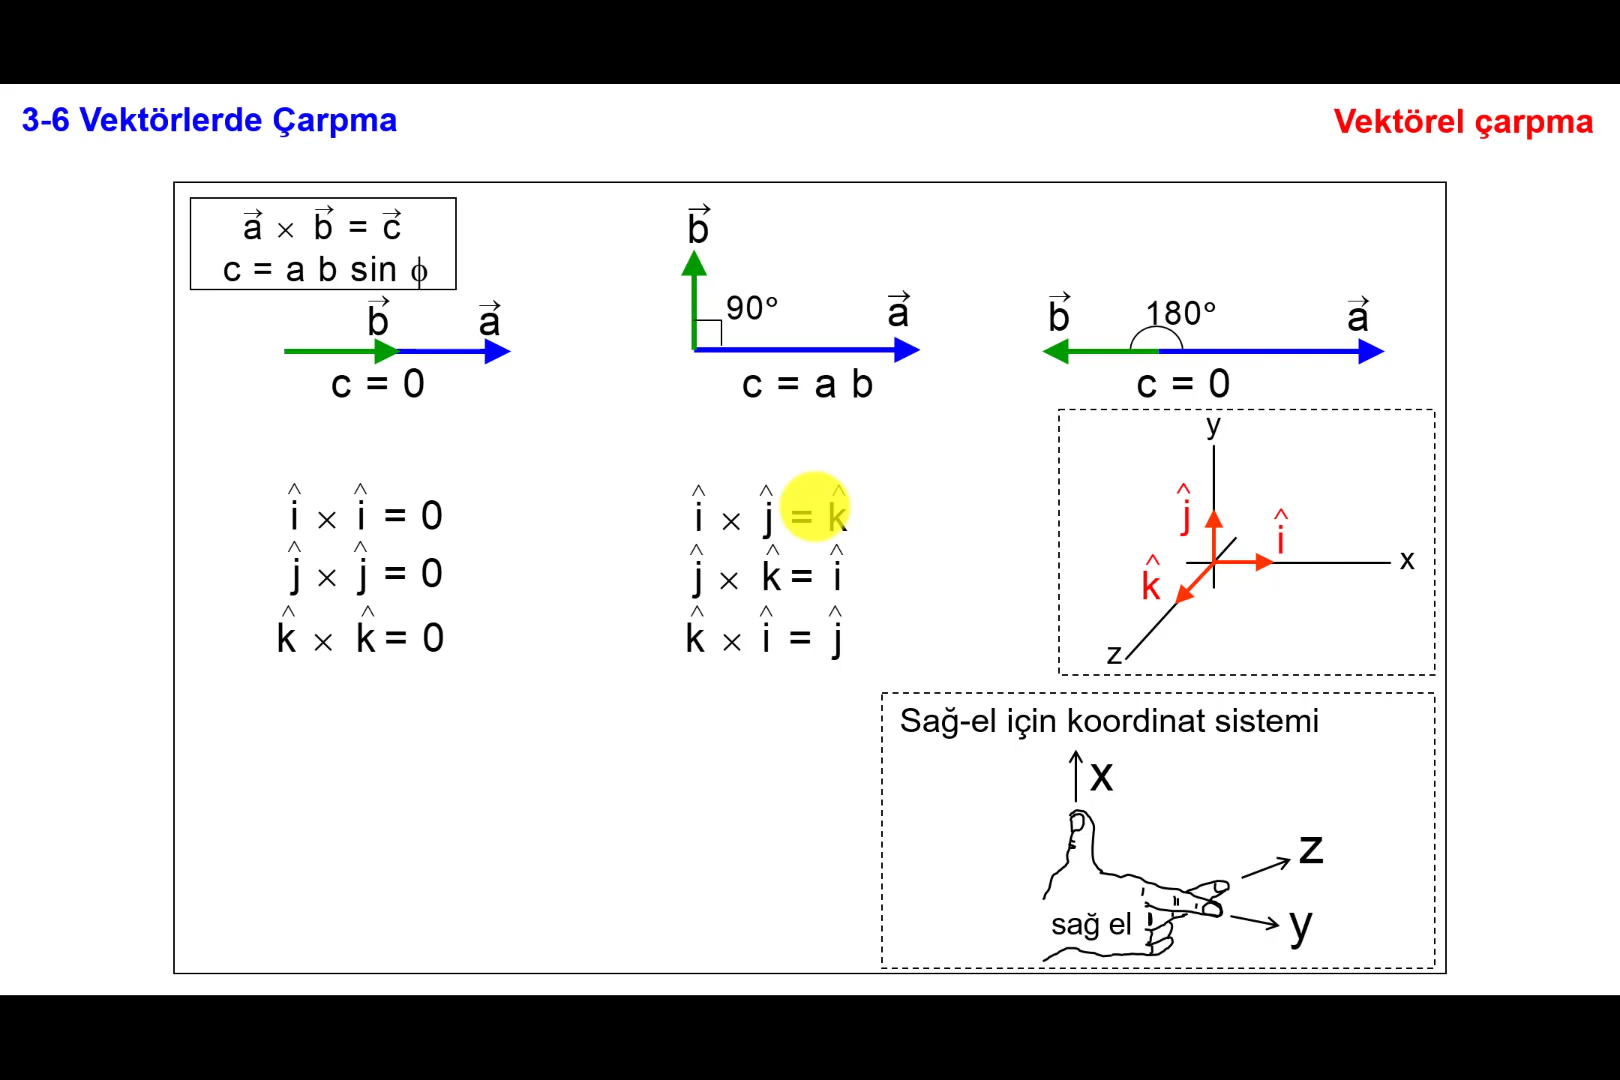 3-6 Vektörlerde Çarpma
Vektörel çarpma
a⃗ × b⃗ = c⃗
c = a b sin ϕ
b⃗ a⃗
c = 0
b⃗
90°
a⃗
c = a b
b⃗ 180° a⃗
c = 0
î × î = 0
ĵ × ĵ = 0
k̂ × k̂ = 0
î × ĵ = k̂
ĵ × k̂ = î
k̂ × î = ĵ
y
ĵ
î
x
k̂
z
Sağ-el için koordinat sistemi
x
z
sağ el
y